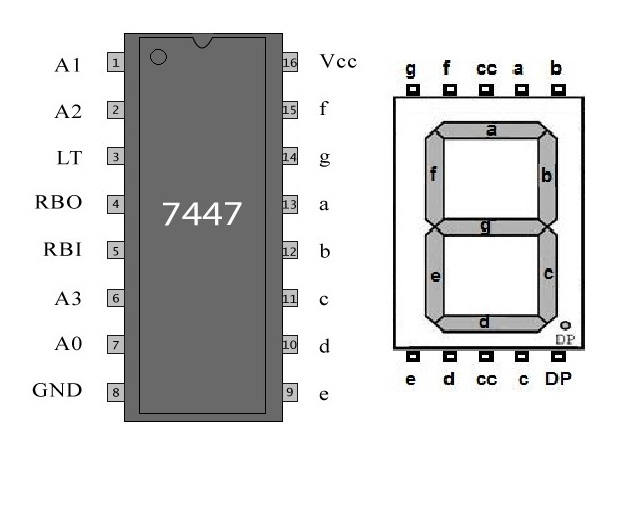 A1 1 16 Vcc
A2 2 15 f
LT 3 14 g
RBO 4 13 a
RBI 5 12 b
A3 6 11 c
A0 7 10 d
GND 8 9 e
7447
g f cc a b
a
f b
g
e c
d
DP
e d cc c DP